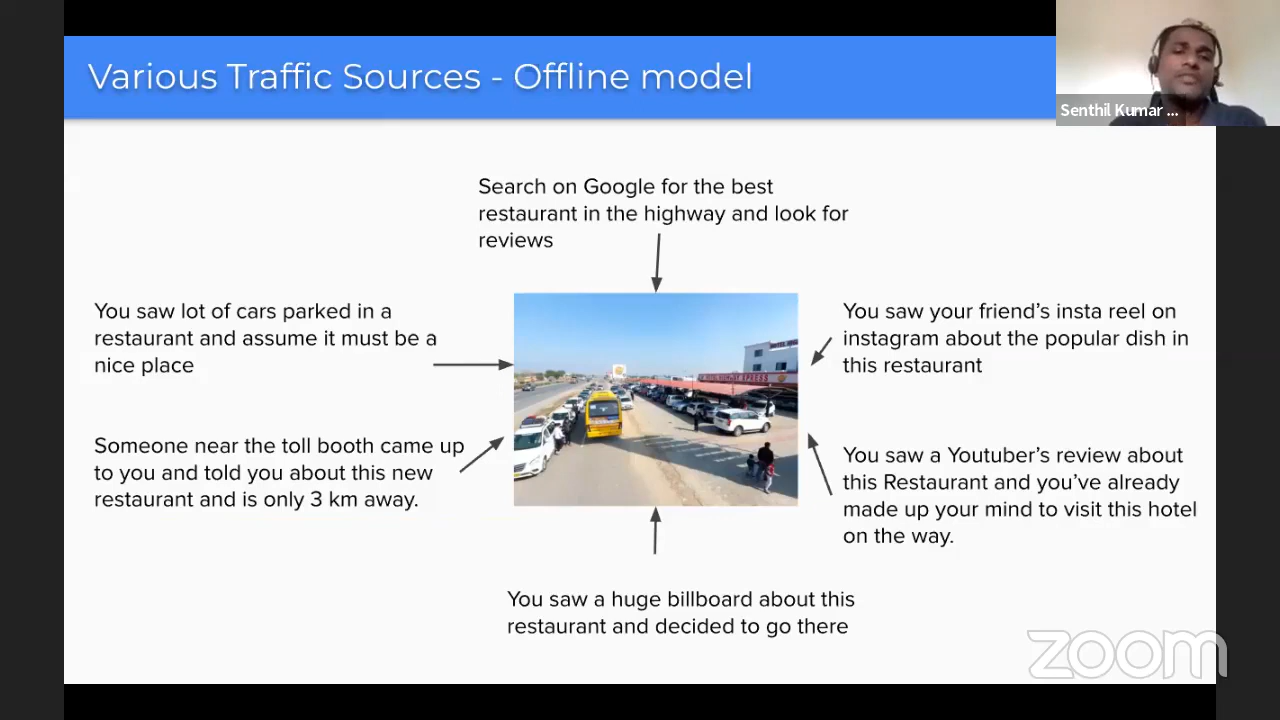 Various Traffic Sources - Offline model
Senthil Kumar ...
Search on Google for the best
restaurant in the highway and look for
reviews
You saw lot of cars parked in a
restaurant and assume it must be a
nice place
You saw your friend's insta reel on
instagram about the popular dish in
this restaurant
Someone near the toll booth came up
to you and told you about this new
restaurant and is only 3 km away.
You saw a Youtuber's review about
this Restaurant and you've already
made up your mind to visit this hotel
on the way.
You saw a huge billboard about this
restaurant and decided to go there
zoom